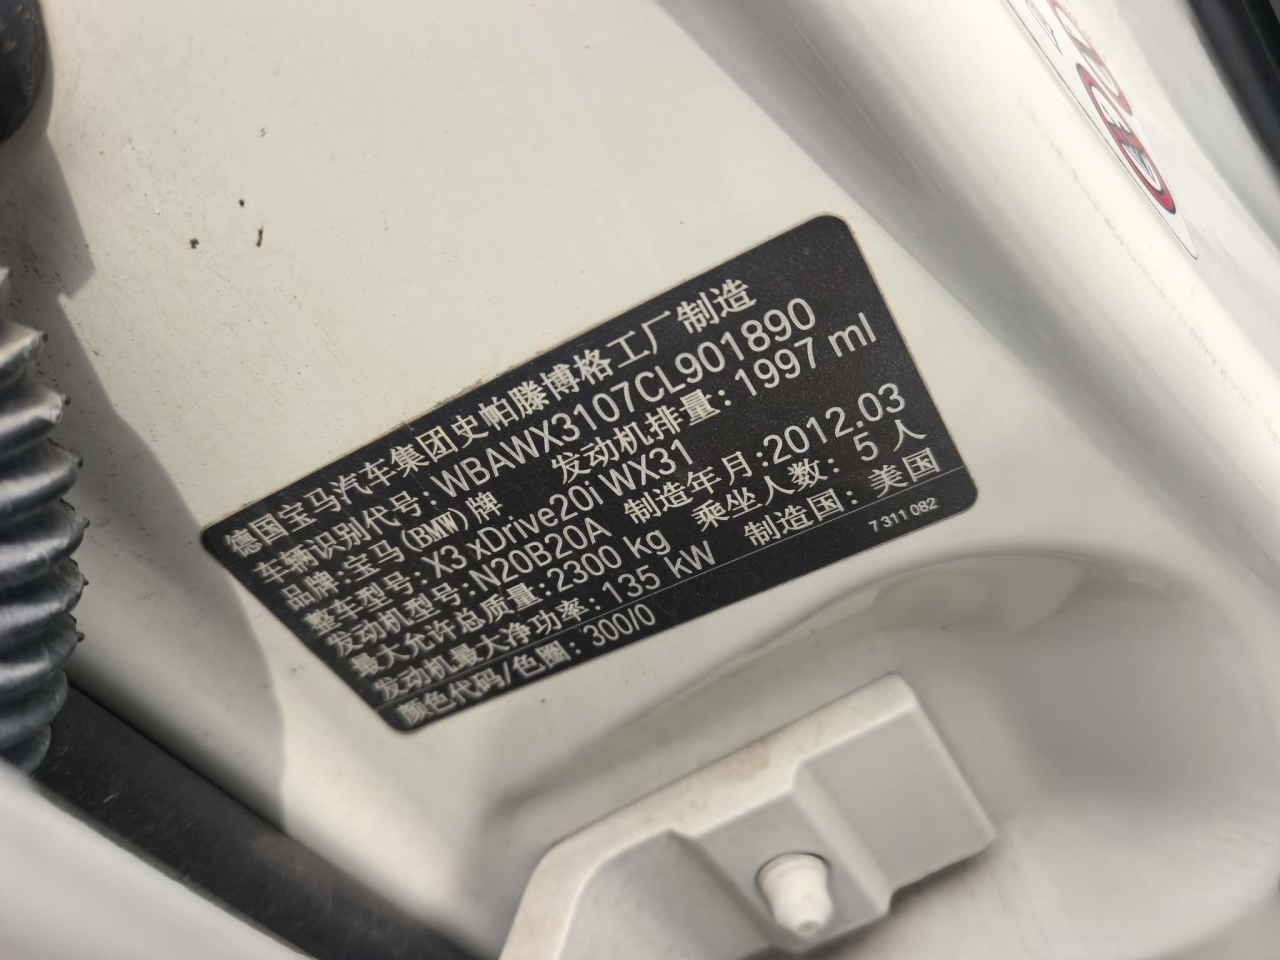 德国宝马汽车集团史帕滕博格工厂制造
车辆识别代号:WBAWX3107CL901890
品牌:宝马(BMW)牌 发动机排量:1997 ml
整车型号:X3 xDrive20i WX31
发动机型号:N20B20A 制造年月:2012.03
最大允许总质量:2300 kg 乘坐人数:5 人
发动机最大净功率:135 kW 制造国:美国
颜色代码/色圈:300/0 7 311 082